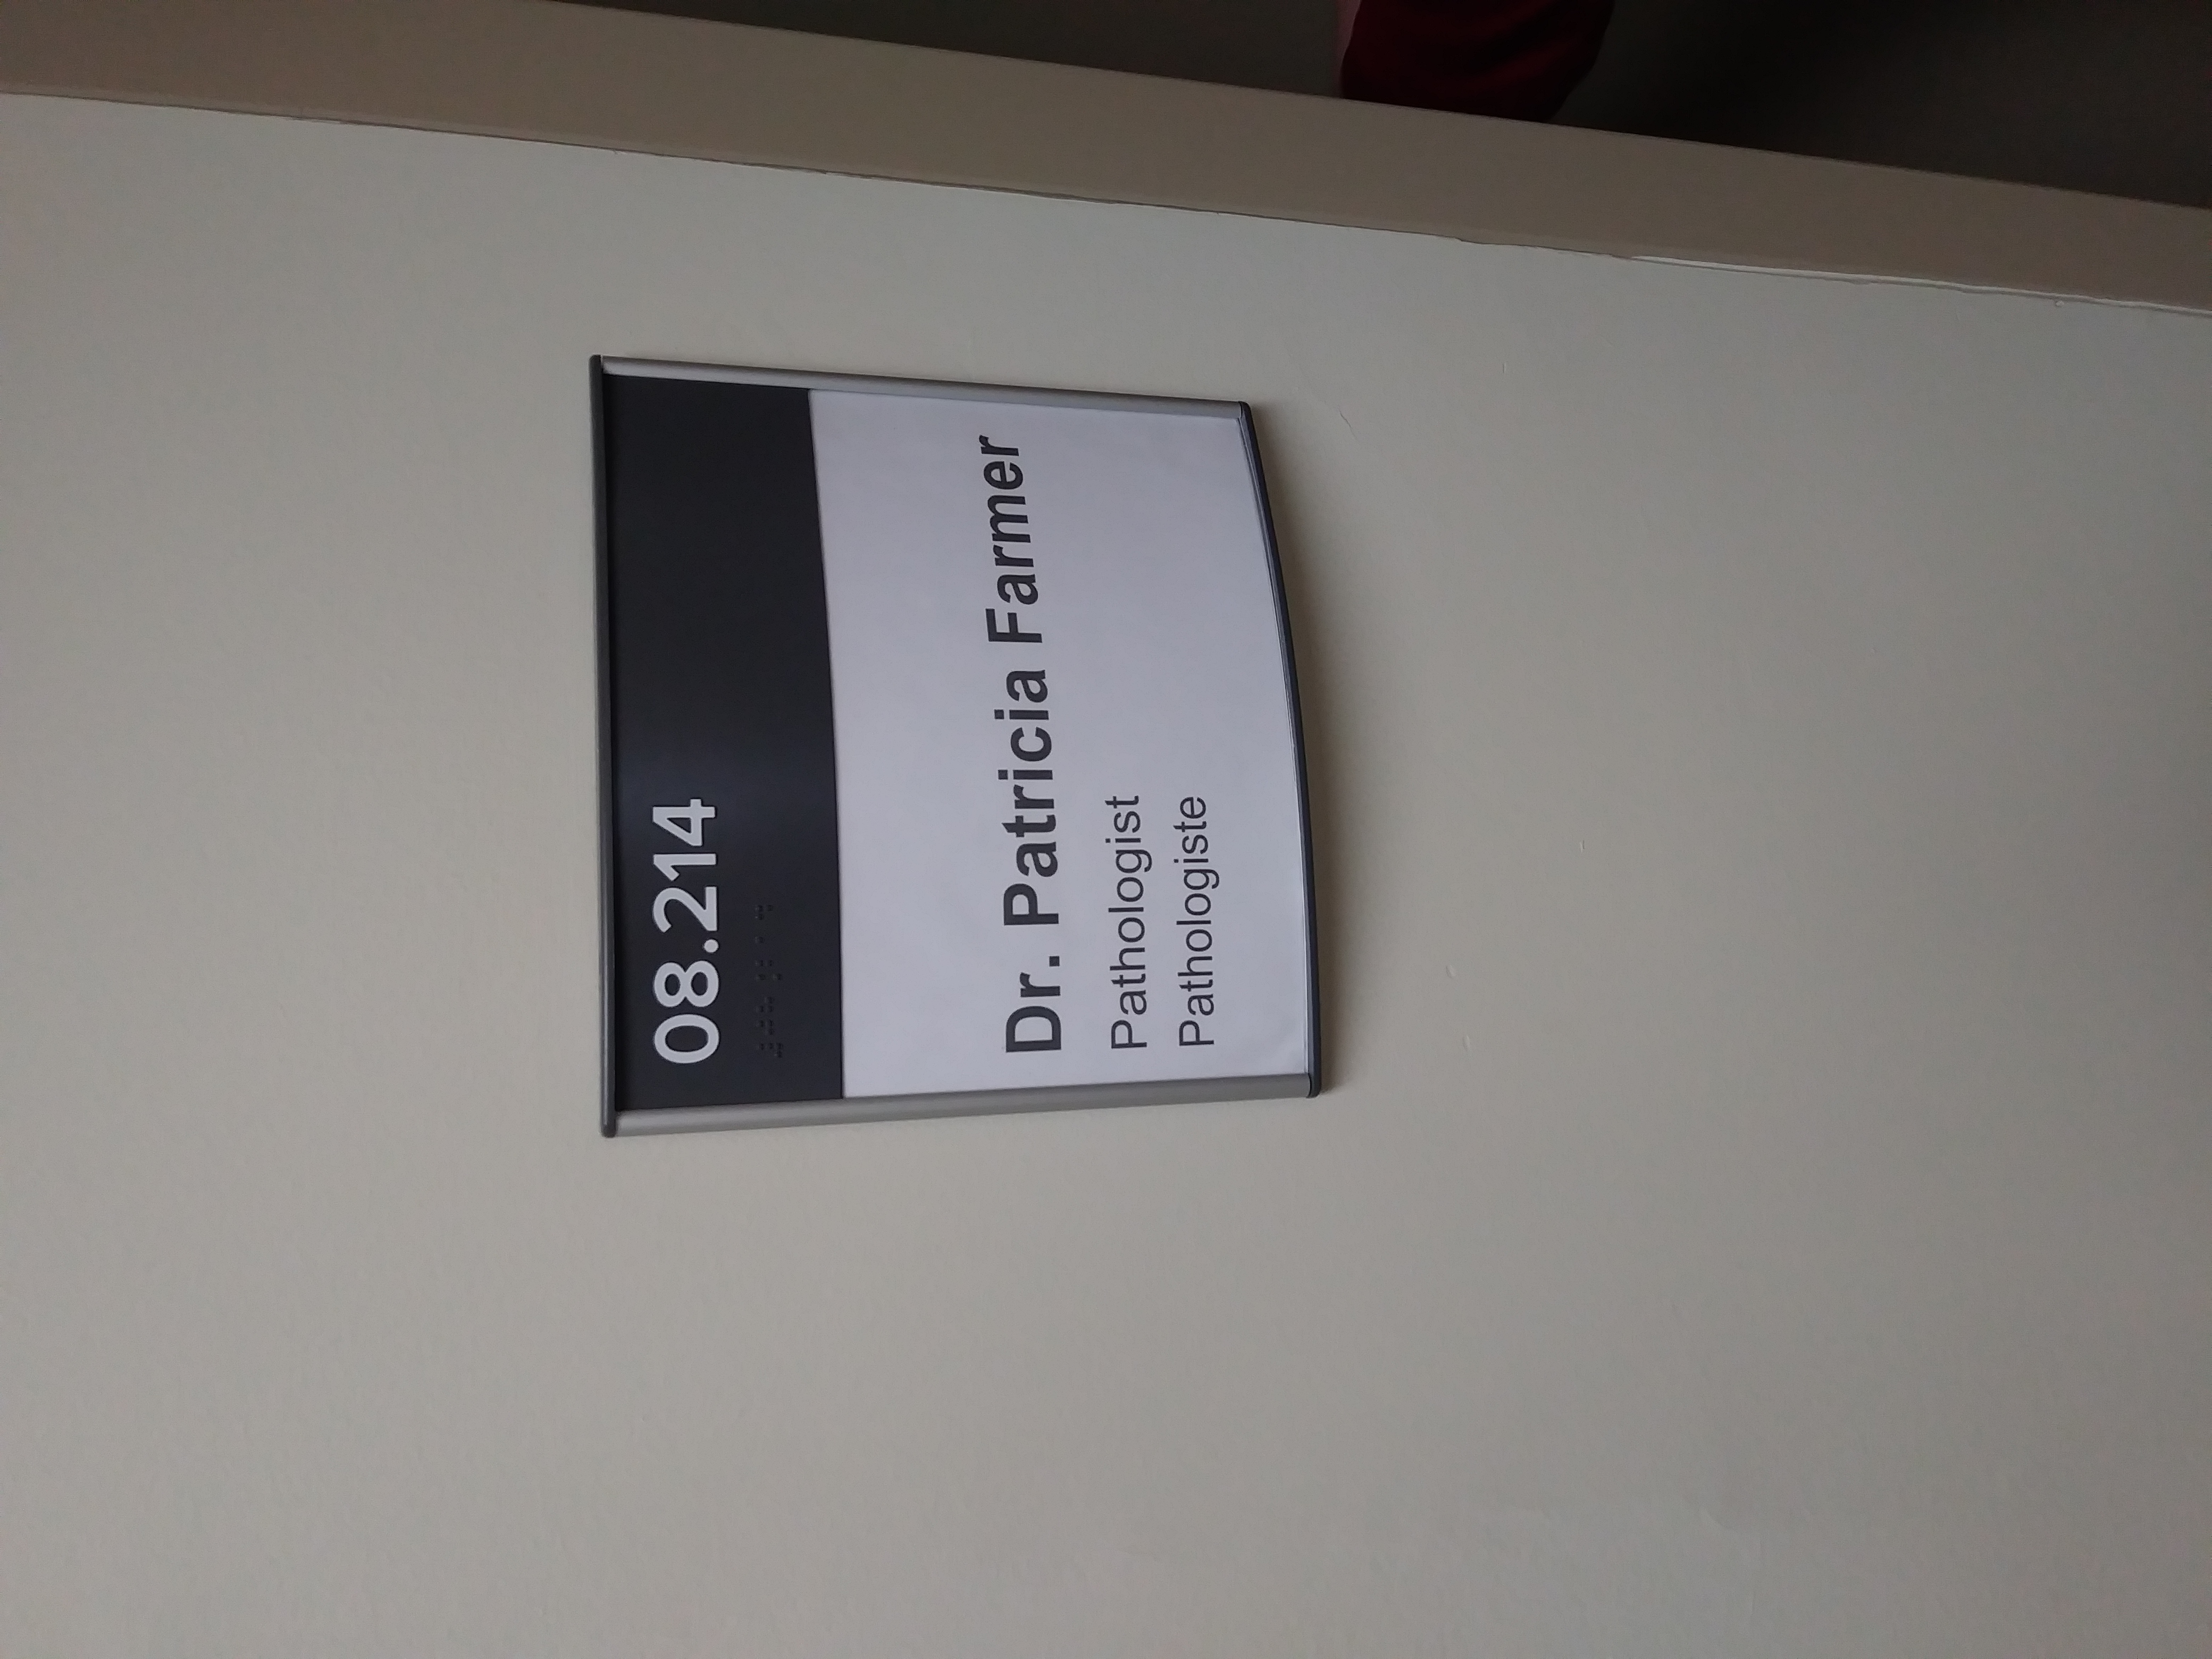 08.214
Dr. Patricia Farmer
Pathologist
Pathologiste